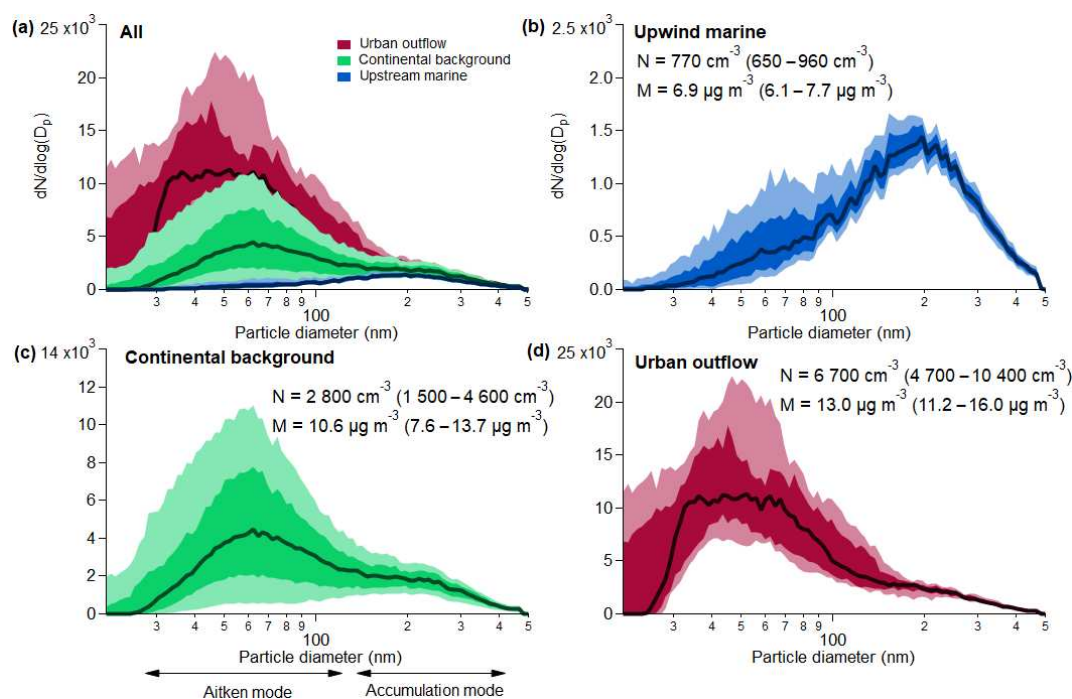 (a)
25 x10³
All
Urban outflow
Continental background
Upstream marine
20
15
10
5
0
dN/dlog(Dₚ)
3 4 5 6 7 8 9 100 2 3 4 5
Particle diameter (nm)
(b)
2.5x10³
Upwind marine
N = 770 cm⁻³ (650 – 960 cm⁻³)
M = 6.9 µg m⁻³ (6.1 – 7.7 µg m⁻³)
2.0
1.5
1.0
0.5
0.0
dN/dlog(Dₚ)
3 4 5 6 7 8 9 100 2 3 4 5
Particle diameter (nm)
(c)
14 x10³
Continental background
N = 2 800 cm⁻³ (1 500 – 4 600 cm⁻³)
M = 10.6 µg m⁻³ (7.6 – 13.7 µg m⁻³)
12
10
8
6
4
2
0
3 4 5 6 7 8 9 100 2 3 4 5
Particle diameter (nm)
Aitken mode
Accumulation mode
(d)
25x10³
Urban outflow
N = 6 700 cm⁻³ (4 700 – 10 400 cm⁻³)
M = 13.0 µg m⁻³ (11.2 – 16.0 µg m⁻³)
20
15
10
5
0
3 4 5 6 7 8 9 100 2 3 4 5
Particle diameter (nm)